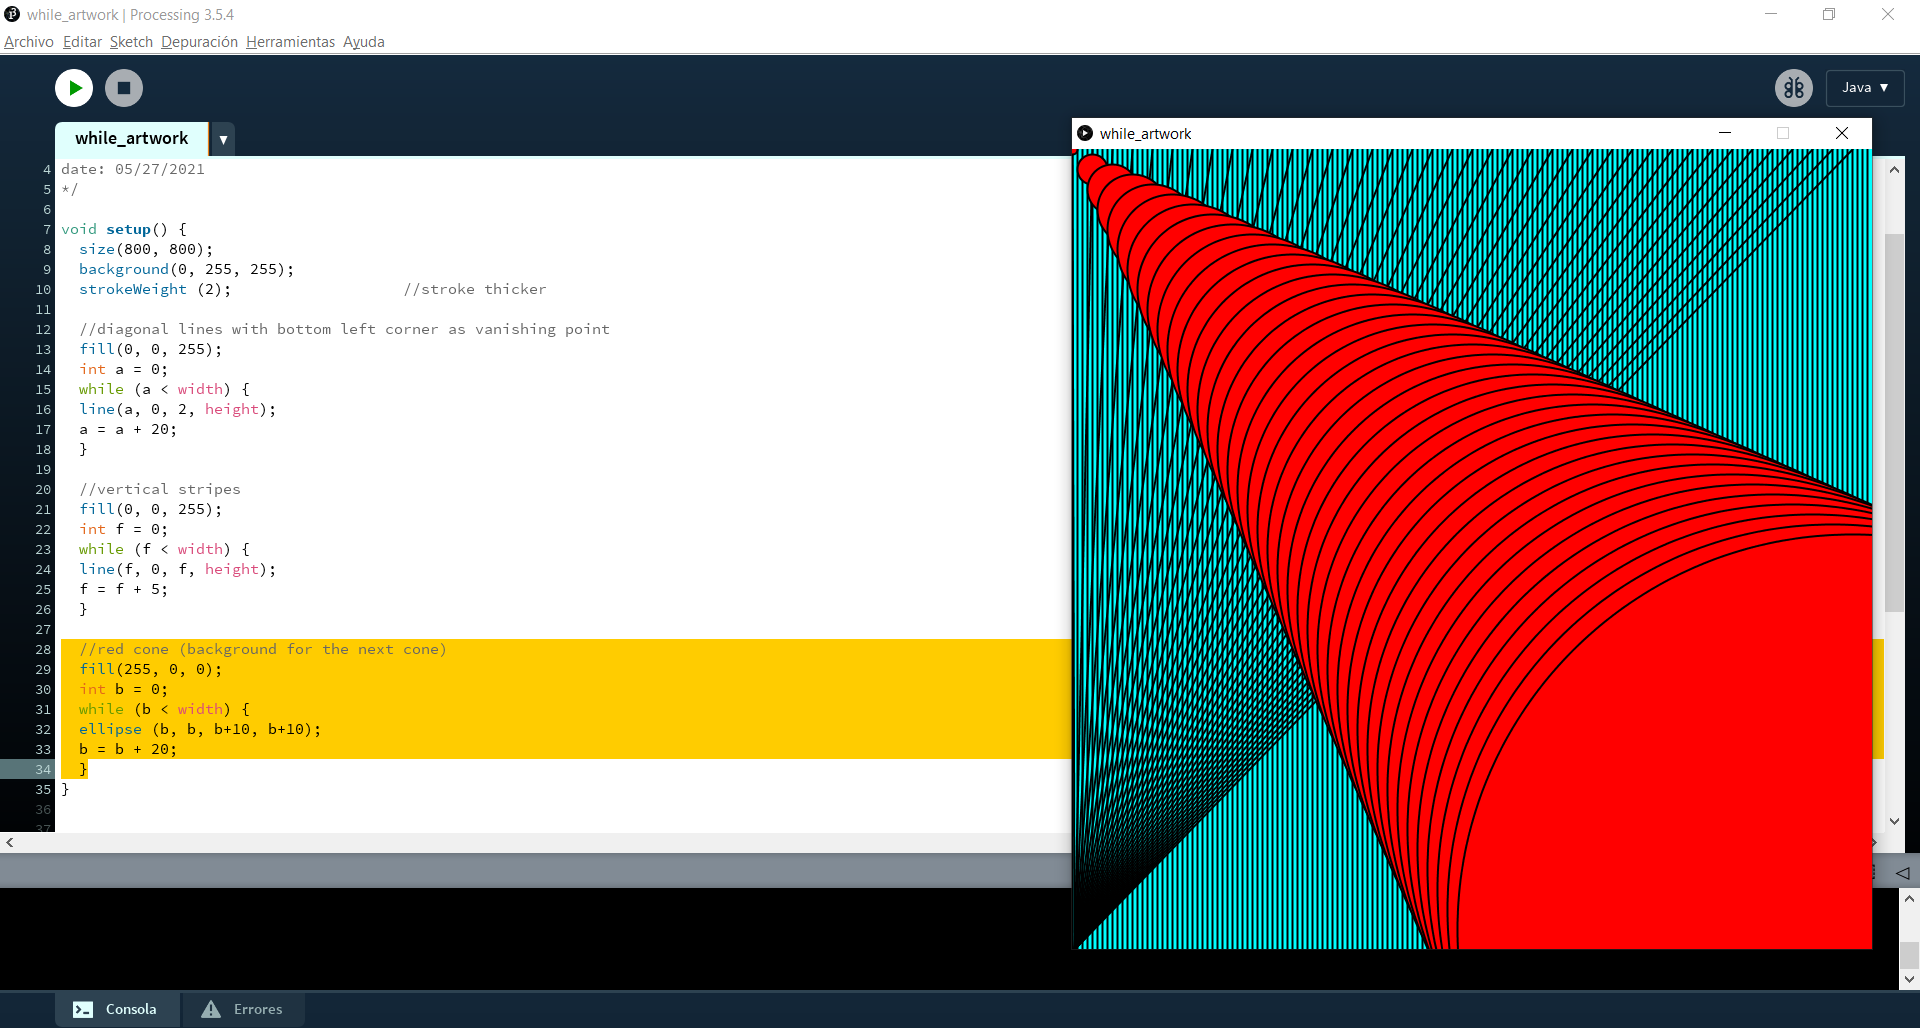 while_artwork | Processing 3.5.4
Archivo Editar Sketch Depuración Herramientas Ayuda
Java ▼
while_artwork ▼
while_artwork
4 date: 05/27/2021
5 */
6
7 void setup() {
8   size(800, 800);
9   background(0, 255, 255);
10   strokeWeight (2);                   //stroke thicker
11
12   //diagonal lines with bottom left corner as vanishing point
13   fill(0, 0, 255);
14   int a = 0;
15   while (a < width) {
16   line(a, 0, 2, height);
17   a = a + 20;
18   }
19
20   //vertical stripes
21   fill(0, 0, 255);
22   int f = 0;
23   while (f < width) {
24   line(f, 0, f, height);
25   f = f + 5;
26   }
27
28   //red cone (background for the next cone)
29   fill(255, 0, 0);
30   int b = 0;
31   while (b < width) {
32   ellipse (b, b, b+10, b+10);
33   b = b + 20;
34   }
35 }
36
37
Consola Errores